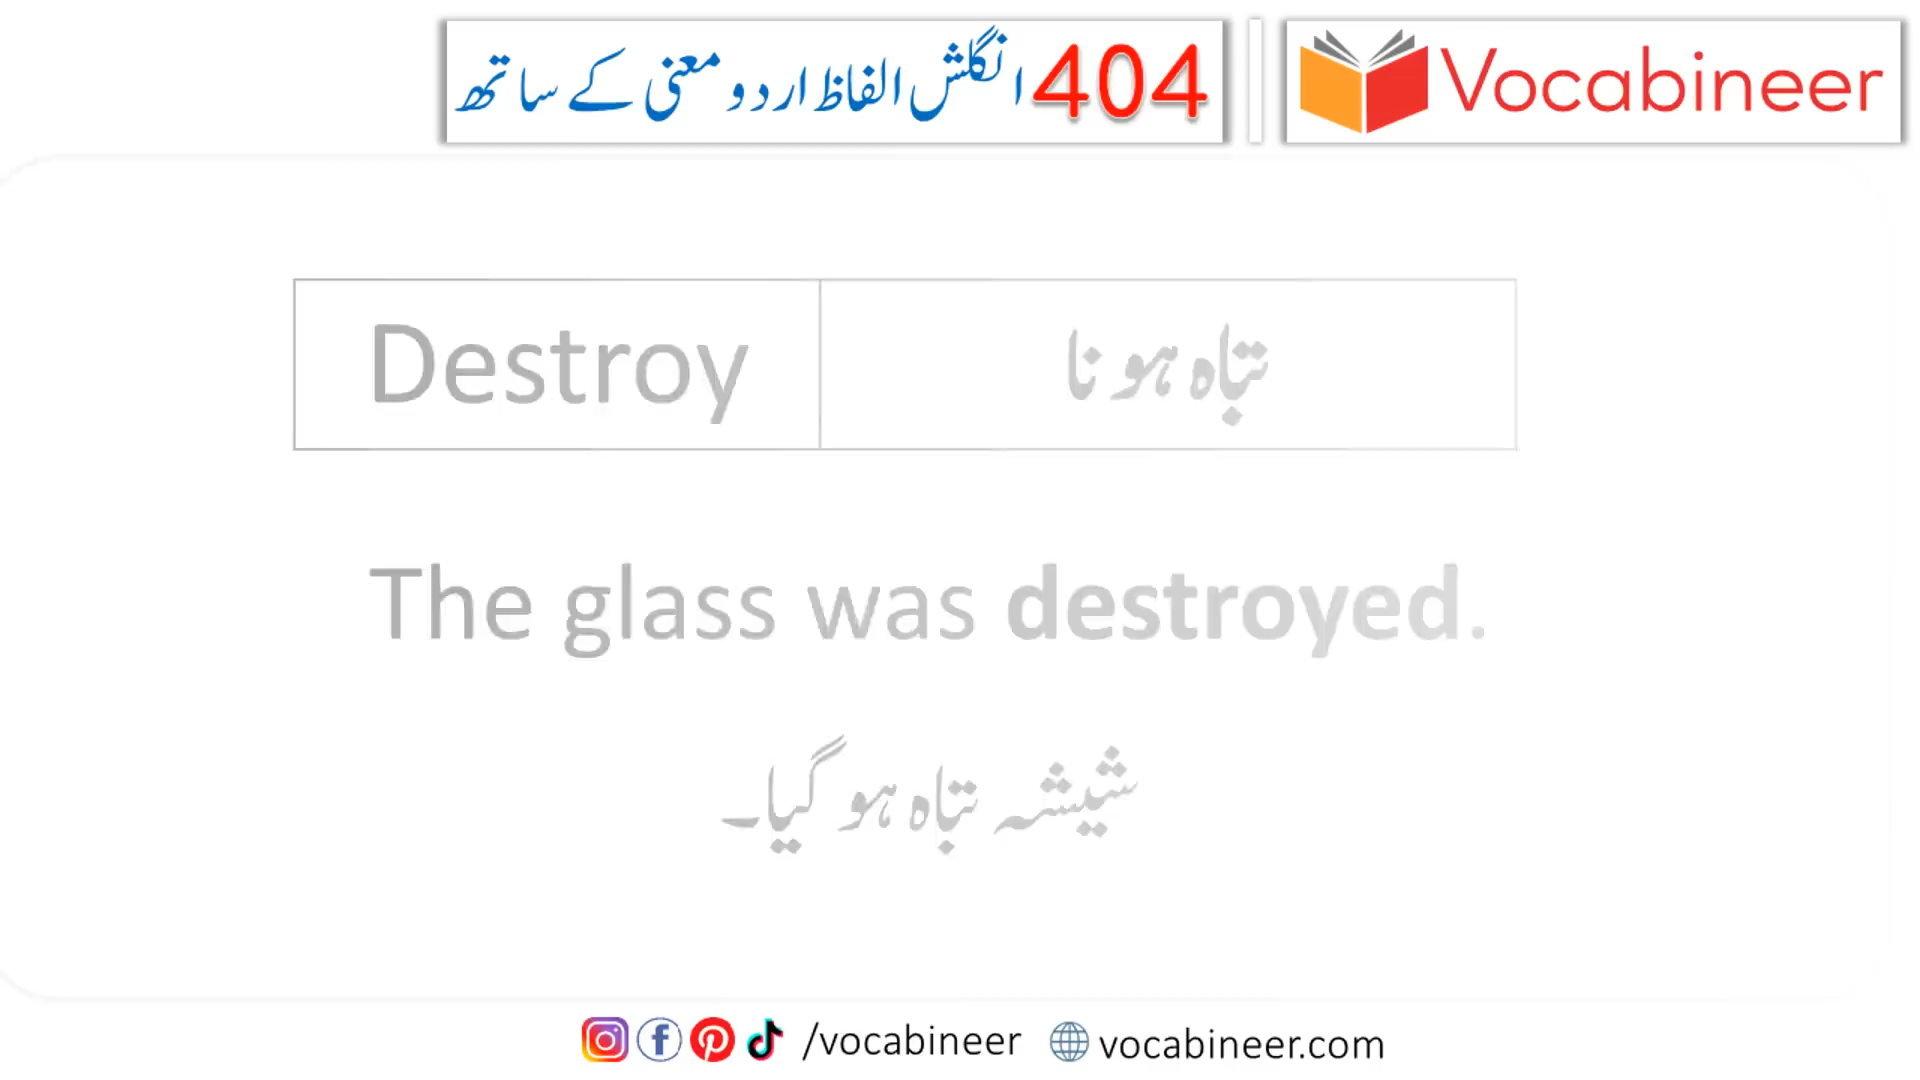 404 انگلش الفاظ اردو معنی کے ساتھ
Vocabineer
Destroy
تباہ ہونا
The glass was destroyed.
شیشہ تباہ ہو گیا۔
/vocabineer
vocabineer.com